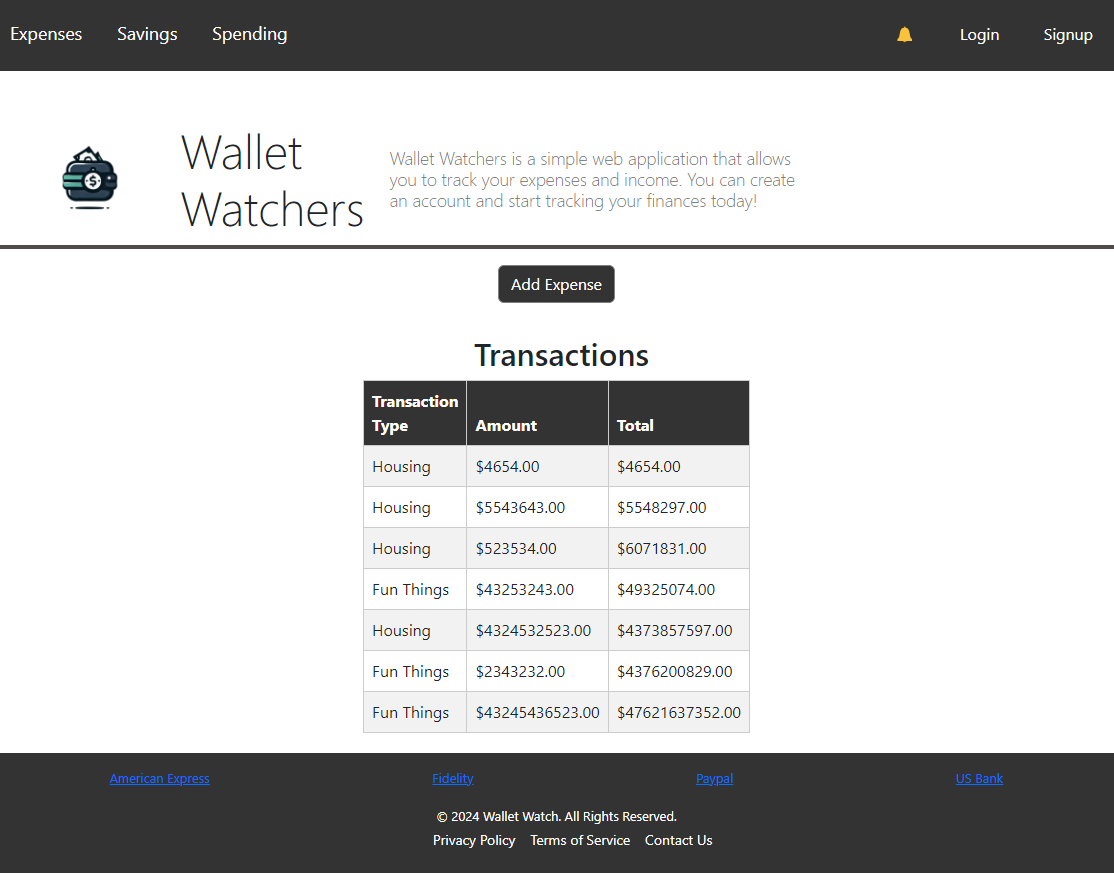 Expenses Savings Spending Login Signup
Wallet
Watchers
Wallet Watchers is a simple web application that allows
you to track your expenses and income. You can create
an account and start tracking your finances today!
Add Expense
Transactions
Transaction
Type Amount Total
Housing $4654.00 $4654.00
Housing $5543643.00 $5548297.00
Housing $523534.00 $6071831.00
Fun Things $43253243.00 $49325074.00
Housing $4324532523.00 $4373857597.00
Fun Things $2343232.00 $4376200829.00
Fun Things $43245436523.00 $47621637352.00
American Express Fidelity Paypal US Bank
© 2024 Wallet Watch. All Rights Reserved.
Privacy Policy Terms of Service Contact Us